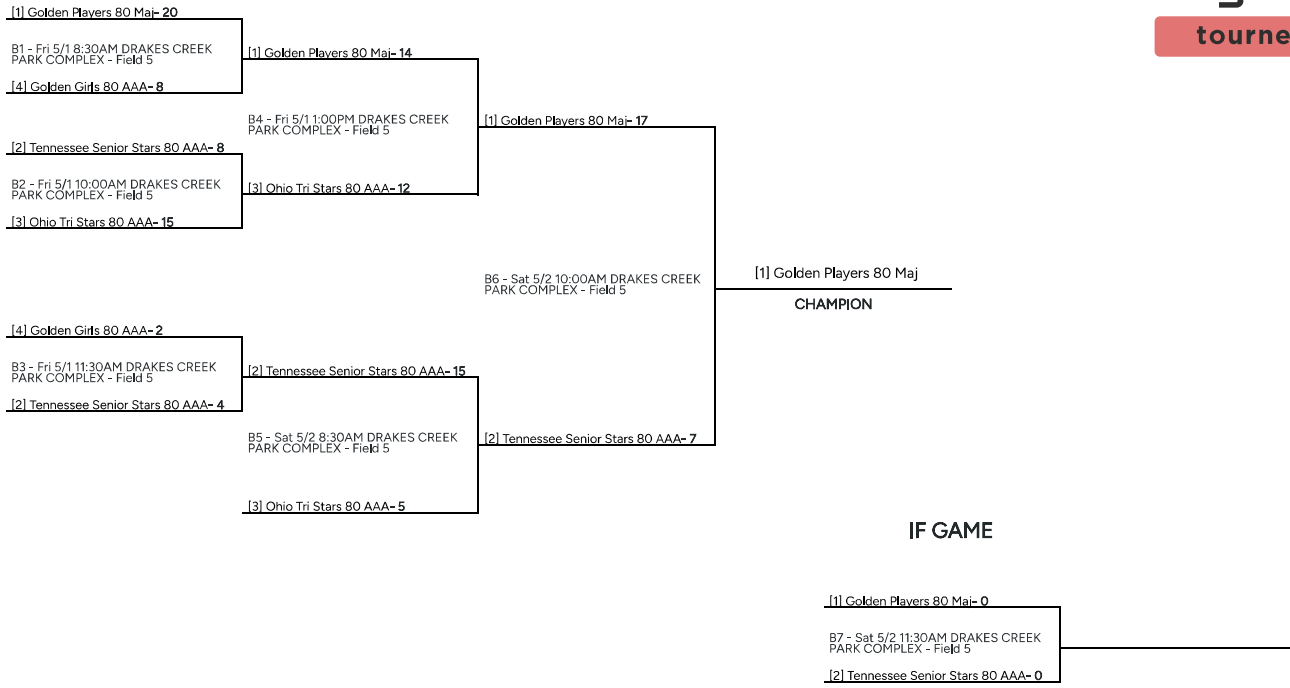 [1] Golden Players 80 Maj- 20
B1 - Fri 5/1 8:30AM DRAKES CREEK
PARK COMPLEX - Field 5
[4] Golden Girls 80 AAA- 8
[1] Golden Players 80 Maj- 14
B4 - Fri 5/1 1:00PM DRAKES CREEK
PARK COMPLEX - Field 5
[2] Tennessee Senior Stars 80 AAA- 8
B2 - Fri 5/1 10:00AM DRAKES CREEK
PARK COMPLEX - Field 5
[3] Ohio Tri Stars 80 AAA- 15
[3] Ohio Tri Stars 80 AAA- 12
[1] Golden Players 80 Maj- 17
B6 - Sat 5/2 10:00AM DRAKES CREEK
PARK COMPLEX - Field 5
[1] Golden Players 80 Maj
CHAMPION
[4] Golden Girls 80 AAA- 2
B3 - Fri 5/1 11:30AM DRAKES CREEK
PARK COMPLEX - Field 5
[2] Tennessee Senior Stars 80 AAA- 4
[2] Tennessee Senior Stars 80 AAA- 15
B5 - Sat 5/2 8:30AM DRAKES CREEK
PARK COMPLEX - Field 5
[3] Ohio Tri Stars 80 AAA- 5
[2] Tennessee Senior Stars 80 AAA- 7
IF GAME
[1] Golden Players 80 Maj- 0
B7 - Sat 5/2 11:30AM DRAKES CREEK
PARK COMPLEX - Field 5
[2] Tennessee Senior Stars 80 AAA- 0
tourne